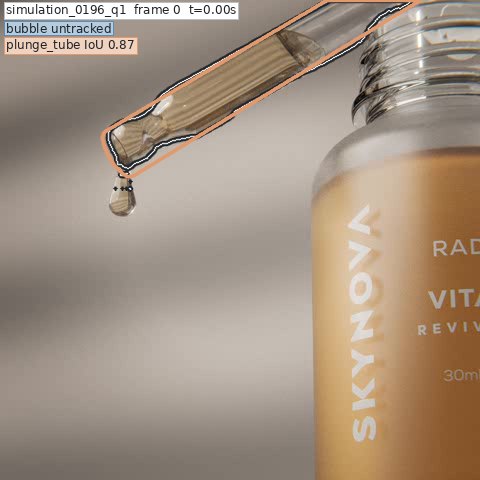 simulation_0196_q1 frame 0 t=0.00s
bubble untracked
plunge_tube IoU 0.87
SKYNOVA
RAD
VITA
REVIV
30ml